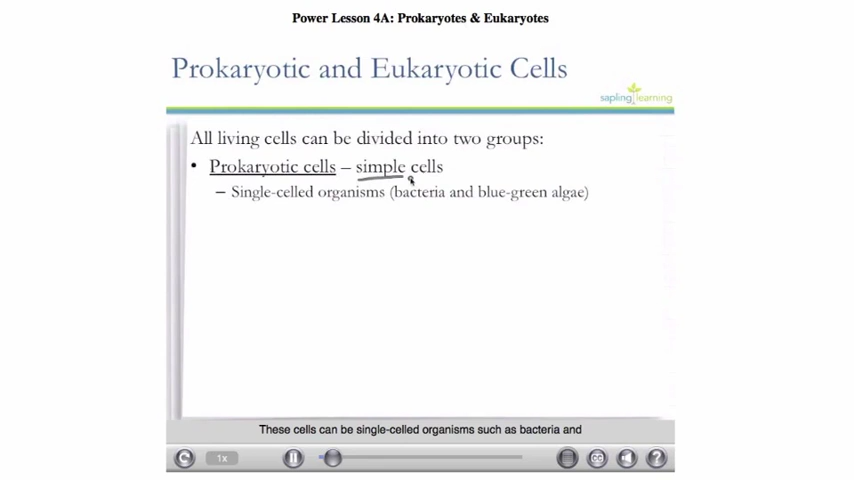 Power Lesson 4A: Prokaryotes & Eukaryotes
Prokaryotic and Eukaryotic Cells
sapling learning
All living cells can be divided into two groups:
• Prokaryotic cells – simple cells
– Single-celled organisms (bacteria and blue-green algae)
These cells can be single-celled organisms such as bacteria and
1x CC ?